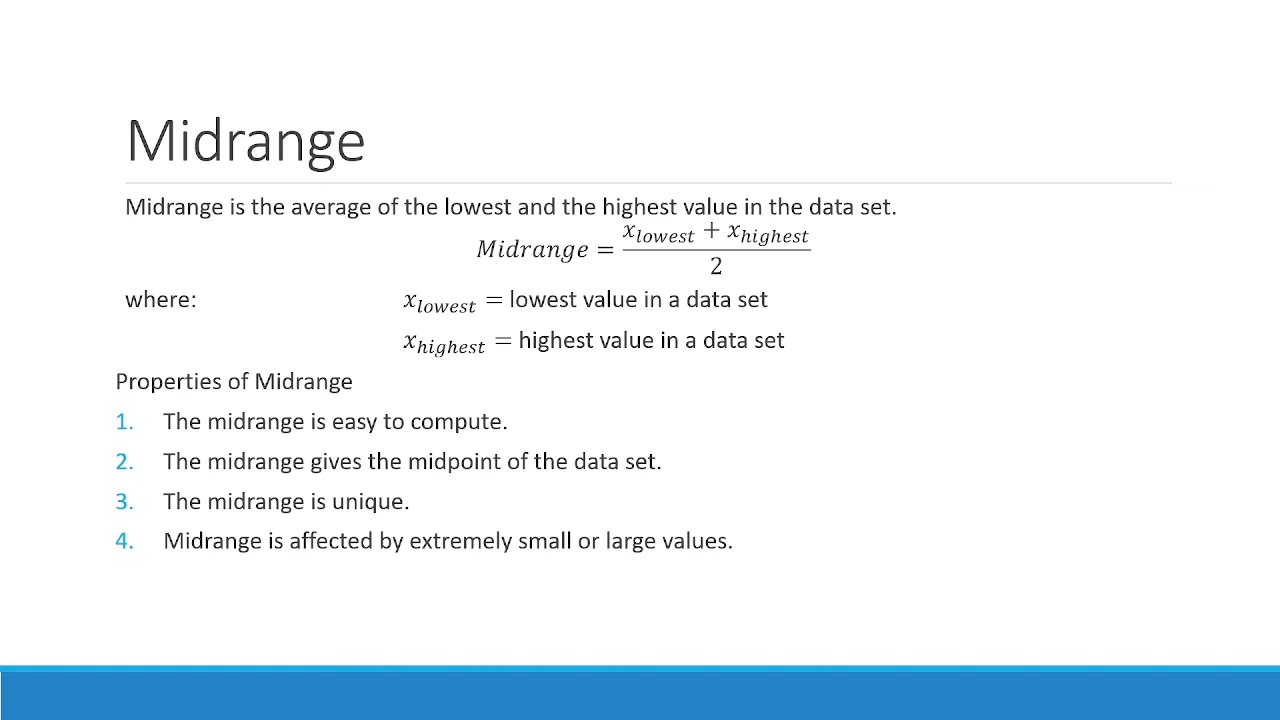 Midrange
Midrange is the average of the lowest and the highest value in the data set.
Midrange = (x_lowest + x_highest) / 2
where: x_lowest = lowest value in a data set
x_highest = highest value in a data set
Properties of Midrange
1. The midrange is easy to compute.
2. The midrange gives the midpoint of the data set.
3. The midrange is unique.
4. Midrange is affected by extremely small or large values.